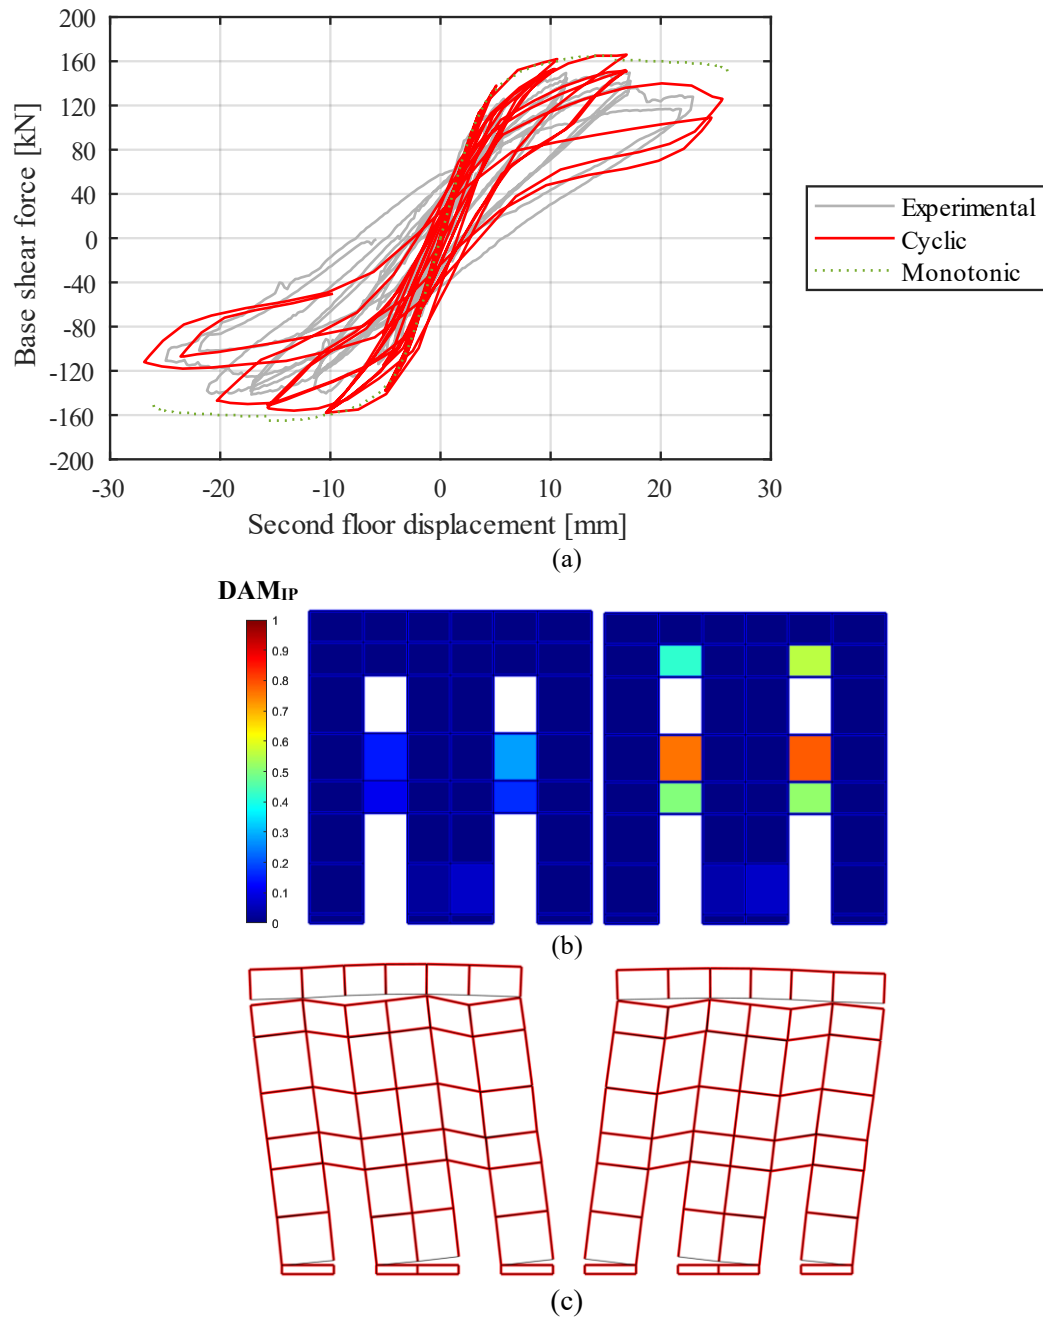 200
160
120
80
40
0
-40
-80
-120
-160
-200
Base shear force [kN]
-30 -20 -10 0 10 20 30
Second floor displacement [mm]
Experimental
Cyclic
Monotonic
(a)
DAMIP
1
0.9
0.8
0.7
0.6
0.5
0.4
0.3
0.2
0.1
0
(b)
(c)